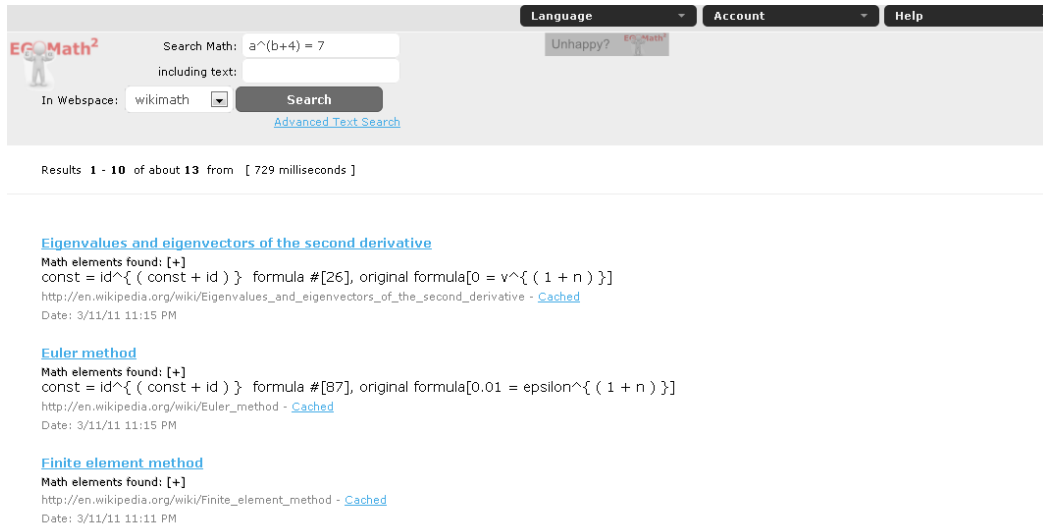 Language Account Help
EGOMath2
Search Math: a^(b+4) = 7
Unhappy? EGOMath2
including text:
In Webspace: wikimath Search
Advanced Text Search
Results 1 - 10 of about 13 from [ 729 milliseconds ]
Eigenvalues and eigenvectors of the second derivative
Math elements found: [+]
const = id^{ ( const + id ) } formula #[26], original formula[0 = v^{ ( 1 + n ) }]
http://en.wikipedia.org/wiki/Eigenvalues_and_eigenvectors_of_the_second_derivative - Cached
Date: 3/11/11 11:15 PM
Euler method
Math elements found: [+]
const = id^{ ( const + id ) } formula #[87], original formula[0.01 = epsilon^{ ( 1 + n ) }]
http://en.wikipedia.org/wiki/Euler_method - Cached
Date: 3/11/11 11:15 PM
Finite element method
Math elements found: [+]
http://en.wikipedia.org/wiki/Finite_element_method - Cached
Date: 3/11/11 11:11 PM